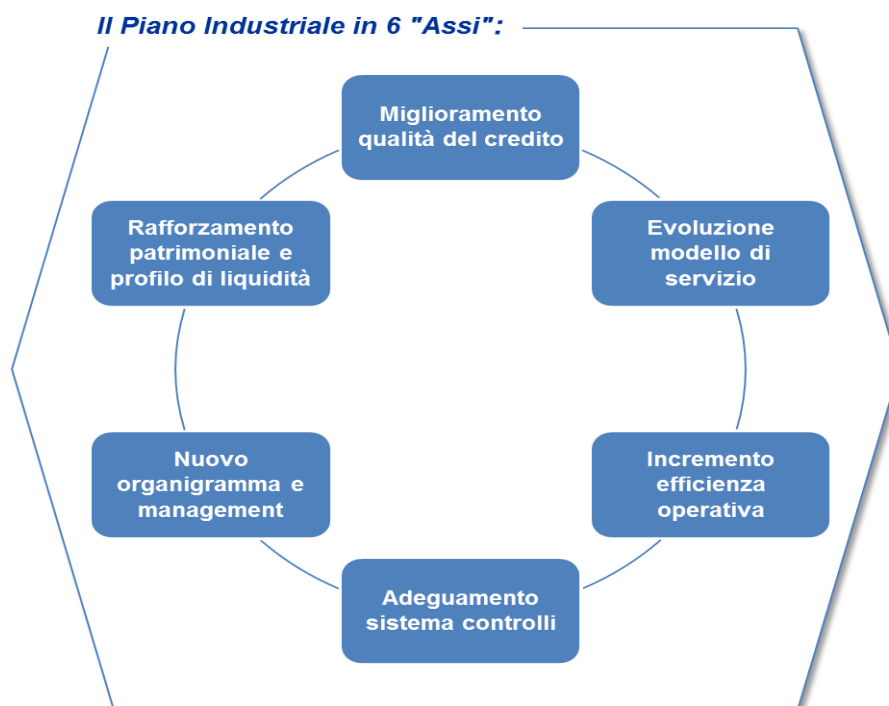 Il Piano Industriale in 6 "Assi":
Miglioramento
qualità del credito
Evoluzione
modello di
servizio
Incremento
efficienza
operativa
Adeguamento
sistema controlli
Nuovo
organigramma e
management
Rafforzamento
patrimoniale e
profilo di liquidità